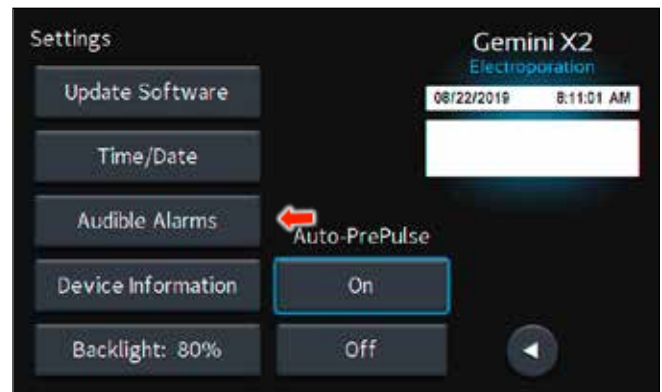 Settings
Gemini X2
Electroporation
Update Software
08/22/2019 8:11:01 AM
Time/Date
Audible Alarms
Auto-PrePulse
Device Information
On
Backlight: 80%
Off